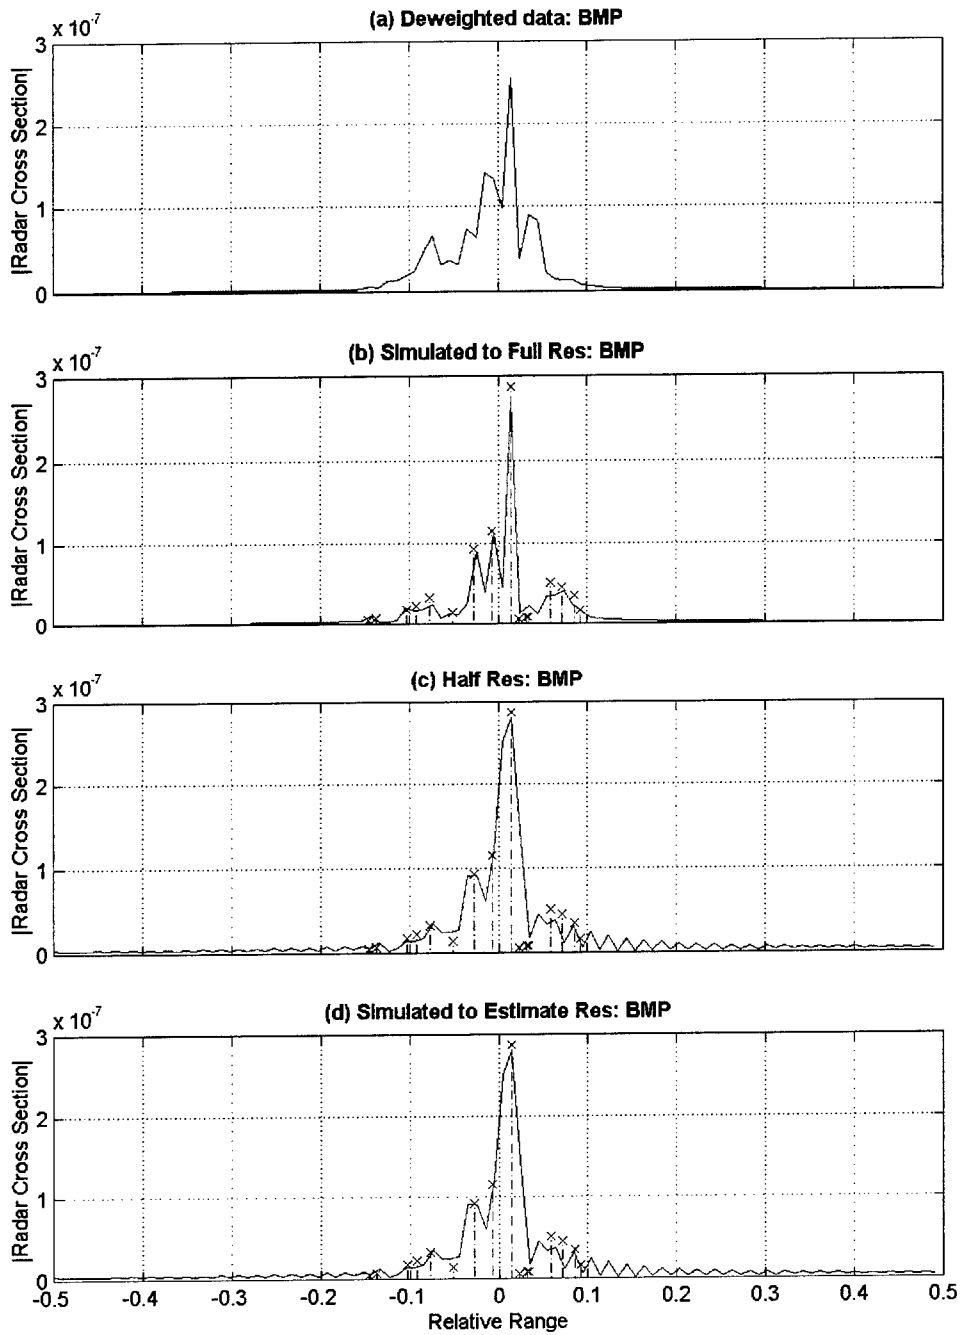 (a) Deweighted data: BMP
x 10-7
3
2
1
0
|Radar Cross Section|
(b) Simulated to Full Res: BMP
x 10-7
3
2
1
0
|Radar Cross Section|
(c) Half Res: BMP
x 10-7
3
2
1
0
|Radar Cross Section|
(d) Simulated to Estimate Res: BMP
x 10-7
3
2
1
0
|Radar Cross Section|
-0.5 -0.4 -0.3 -0.2 -0.1 0 0.1 0.2 0.3 0.4 0.5
Relative Range